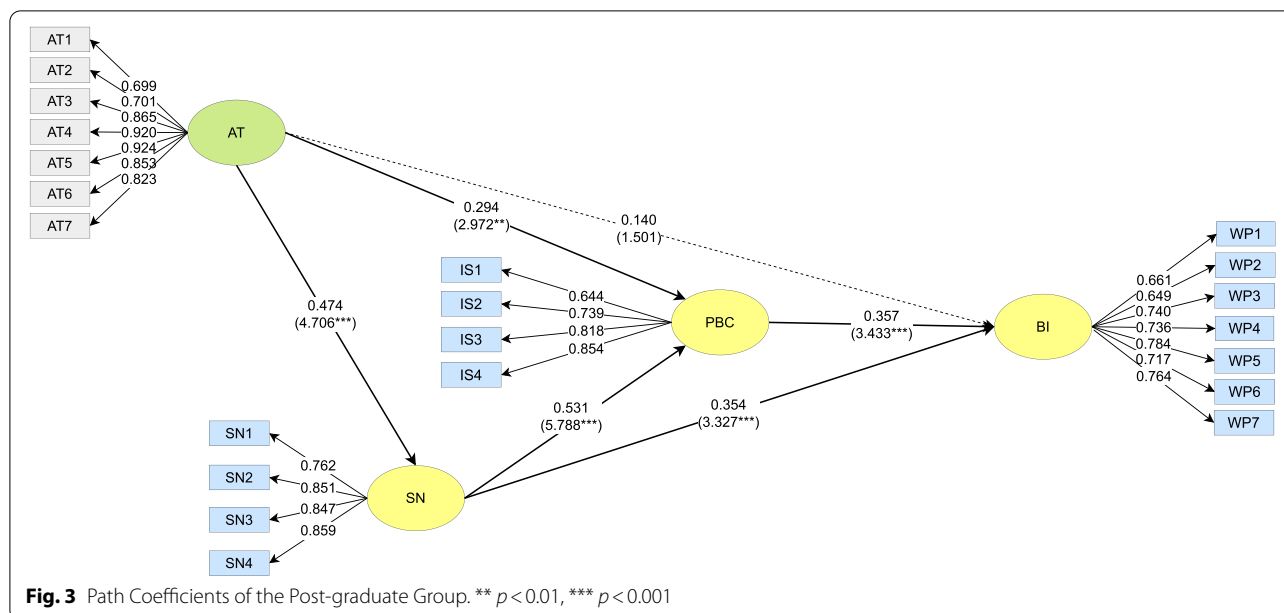 AT1
AT2
AT3
AT4
AT5
AT6
AT7
0.699
0.701
0.865
0.920
0.924
0.853
0.823
AT
0.294
(2.972**)
0.140
(1.501)
0.474
(4.706***)
IS1
IS2
IS3
IS4
0.644
0.739
0.818
0.854
PBC
0.357
(3.433***)
BI
0.661
0.649
0.740
0.736
0.784
0.717
0.764
WP1
WP2
WP3
WP4
WP5
WP6
WP7
0.531
(5.788***)
0.354
(3.327***)
SN1
SN2
SN3
SN4
0.762
0.851
0.847
0.859
SN
Fig. 3 Path Coefficients of the Post-graduate Group. ** p < 0.01, *** p < 0.001